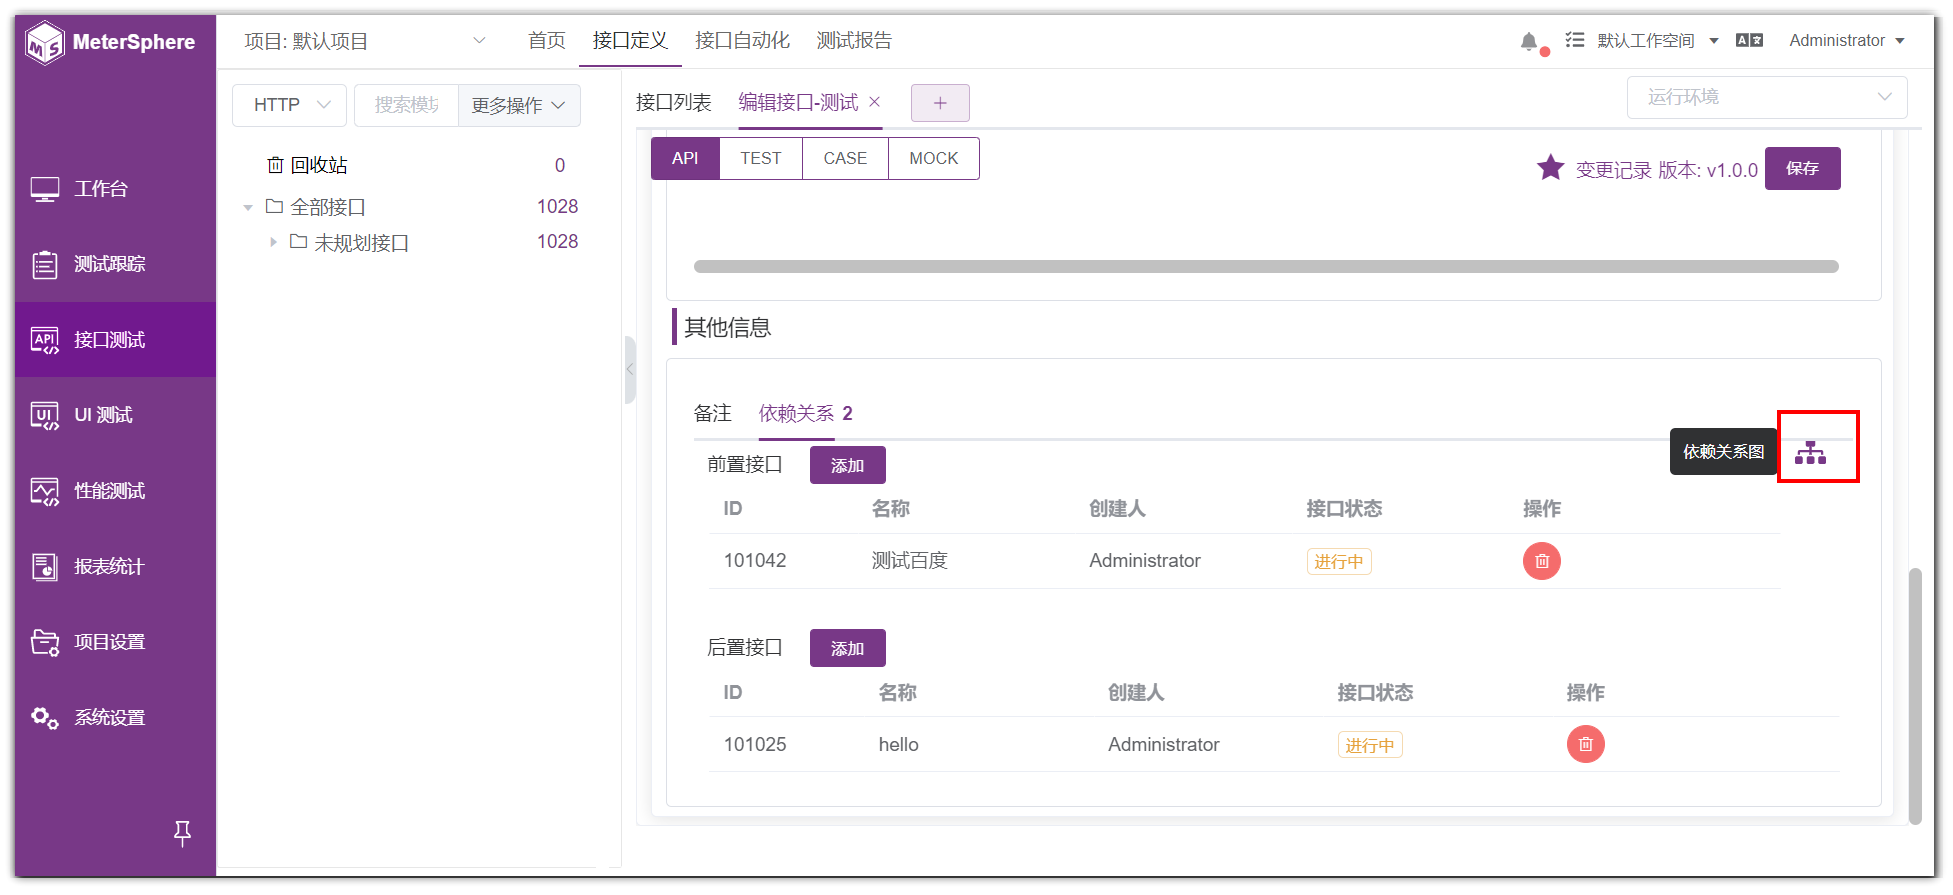 MeterSphere
项目: 默认项目
首页 接口定义 接口自动化 测试报告
默认工作空间
Administrator
工作台
测试跟踪
API 接口测试
UI UI 测试
性能测试
报表统计
项目设置
系统设置
HTTP
搜索模块
更多操作
回收站 0
全部接口 1028
未规划接口 1028
接口列表 编辑接口-测试
运行环境
API TEST CASE MOCK
变更记录 版本: v1.0.0 保存
其他信息
备注 依赖关系 2
依赖关系图
前置接口 添加
ID 名称 创建人 接口状态 操作
101042 测试百度 Administrator 进行中
后置接口 添加
ID 名称 创建人 接口状态 操作
101025 hello Administrator 进行中